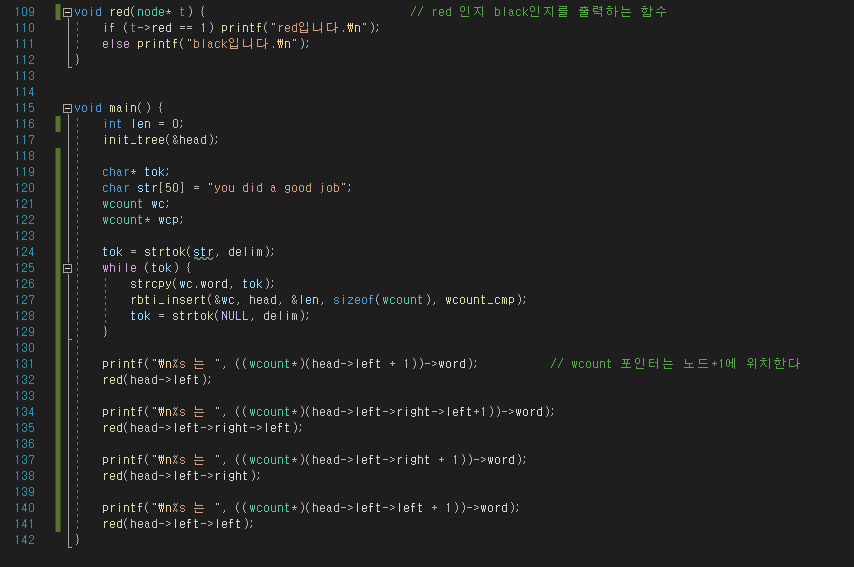 109 void red(node* t) { // red 인지 black인지를 출력하는 함수
110 if (t->red == 1) printf("red입니다.₩n");
111 else printf("black입니다.₩n");
112 }
113
114
115 void main() {
116 int len = 0;
117 init_tree(&head);
118
119 char* tok;
120 char str[50] = "you did a good job";
121 wcount wc;
122 wcount* wcp;
123
124 tok = strtok(str, delim);
125 while (tok) {
126 strcpy(wc.word, tok);
127 rbti_insert(&wc, head, &len, sizeof(wcount), wcount_cmp);
128 tok = strtok(NULL, delim);
129 }
130
131 printf("₩n%s 는 ", ((wcount*)(head->left + 1))->word); // wcount 포인터는 노드+1에 위치한다
132 red(head->left);
133
134 printf("₩n%s 는 ", ((wcount*)(head->left->right->left+1))->word);
135 red(head->left->right->left);
136
137 printf("₩n%s 는 ", ((wcount*)(head->left->right + 1))->word);
138 red(head->left->right);
139
140 printf("₩n%s 는 ", ((wcount*)(head->left->left + 1))->word);
141 red(head->left->left);
142 }